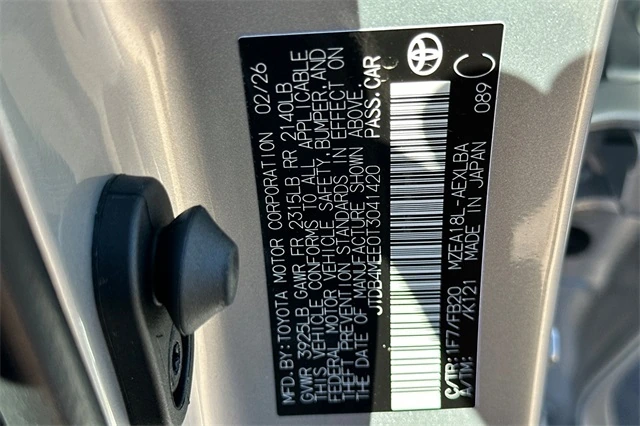 MFD. BY: TOYOTA MOTOR CORPORATION 02/26
GVWR 3925LB GAWR FR 2315LB RR 2140LB
THIS VEHICLE CONFORMS TO ALL APPLICABLE
FEDERAL MOTOR VEHICLE SAFETY, BUMPER, AND
THEFT PREVENTION STANDARDS IN EFFECT ON
THE DATE OF MANUFACTURE SHOWN ABOVE.
JTDB4MEE0T3041420 PASS. CAR
C/TR: 1F7/FB20 MZEA18L-AEXLBA
A/TM: /K121 MADE IN JAPAN
089 C